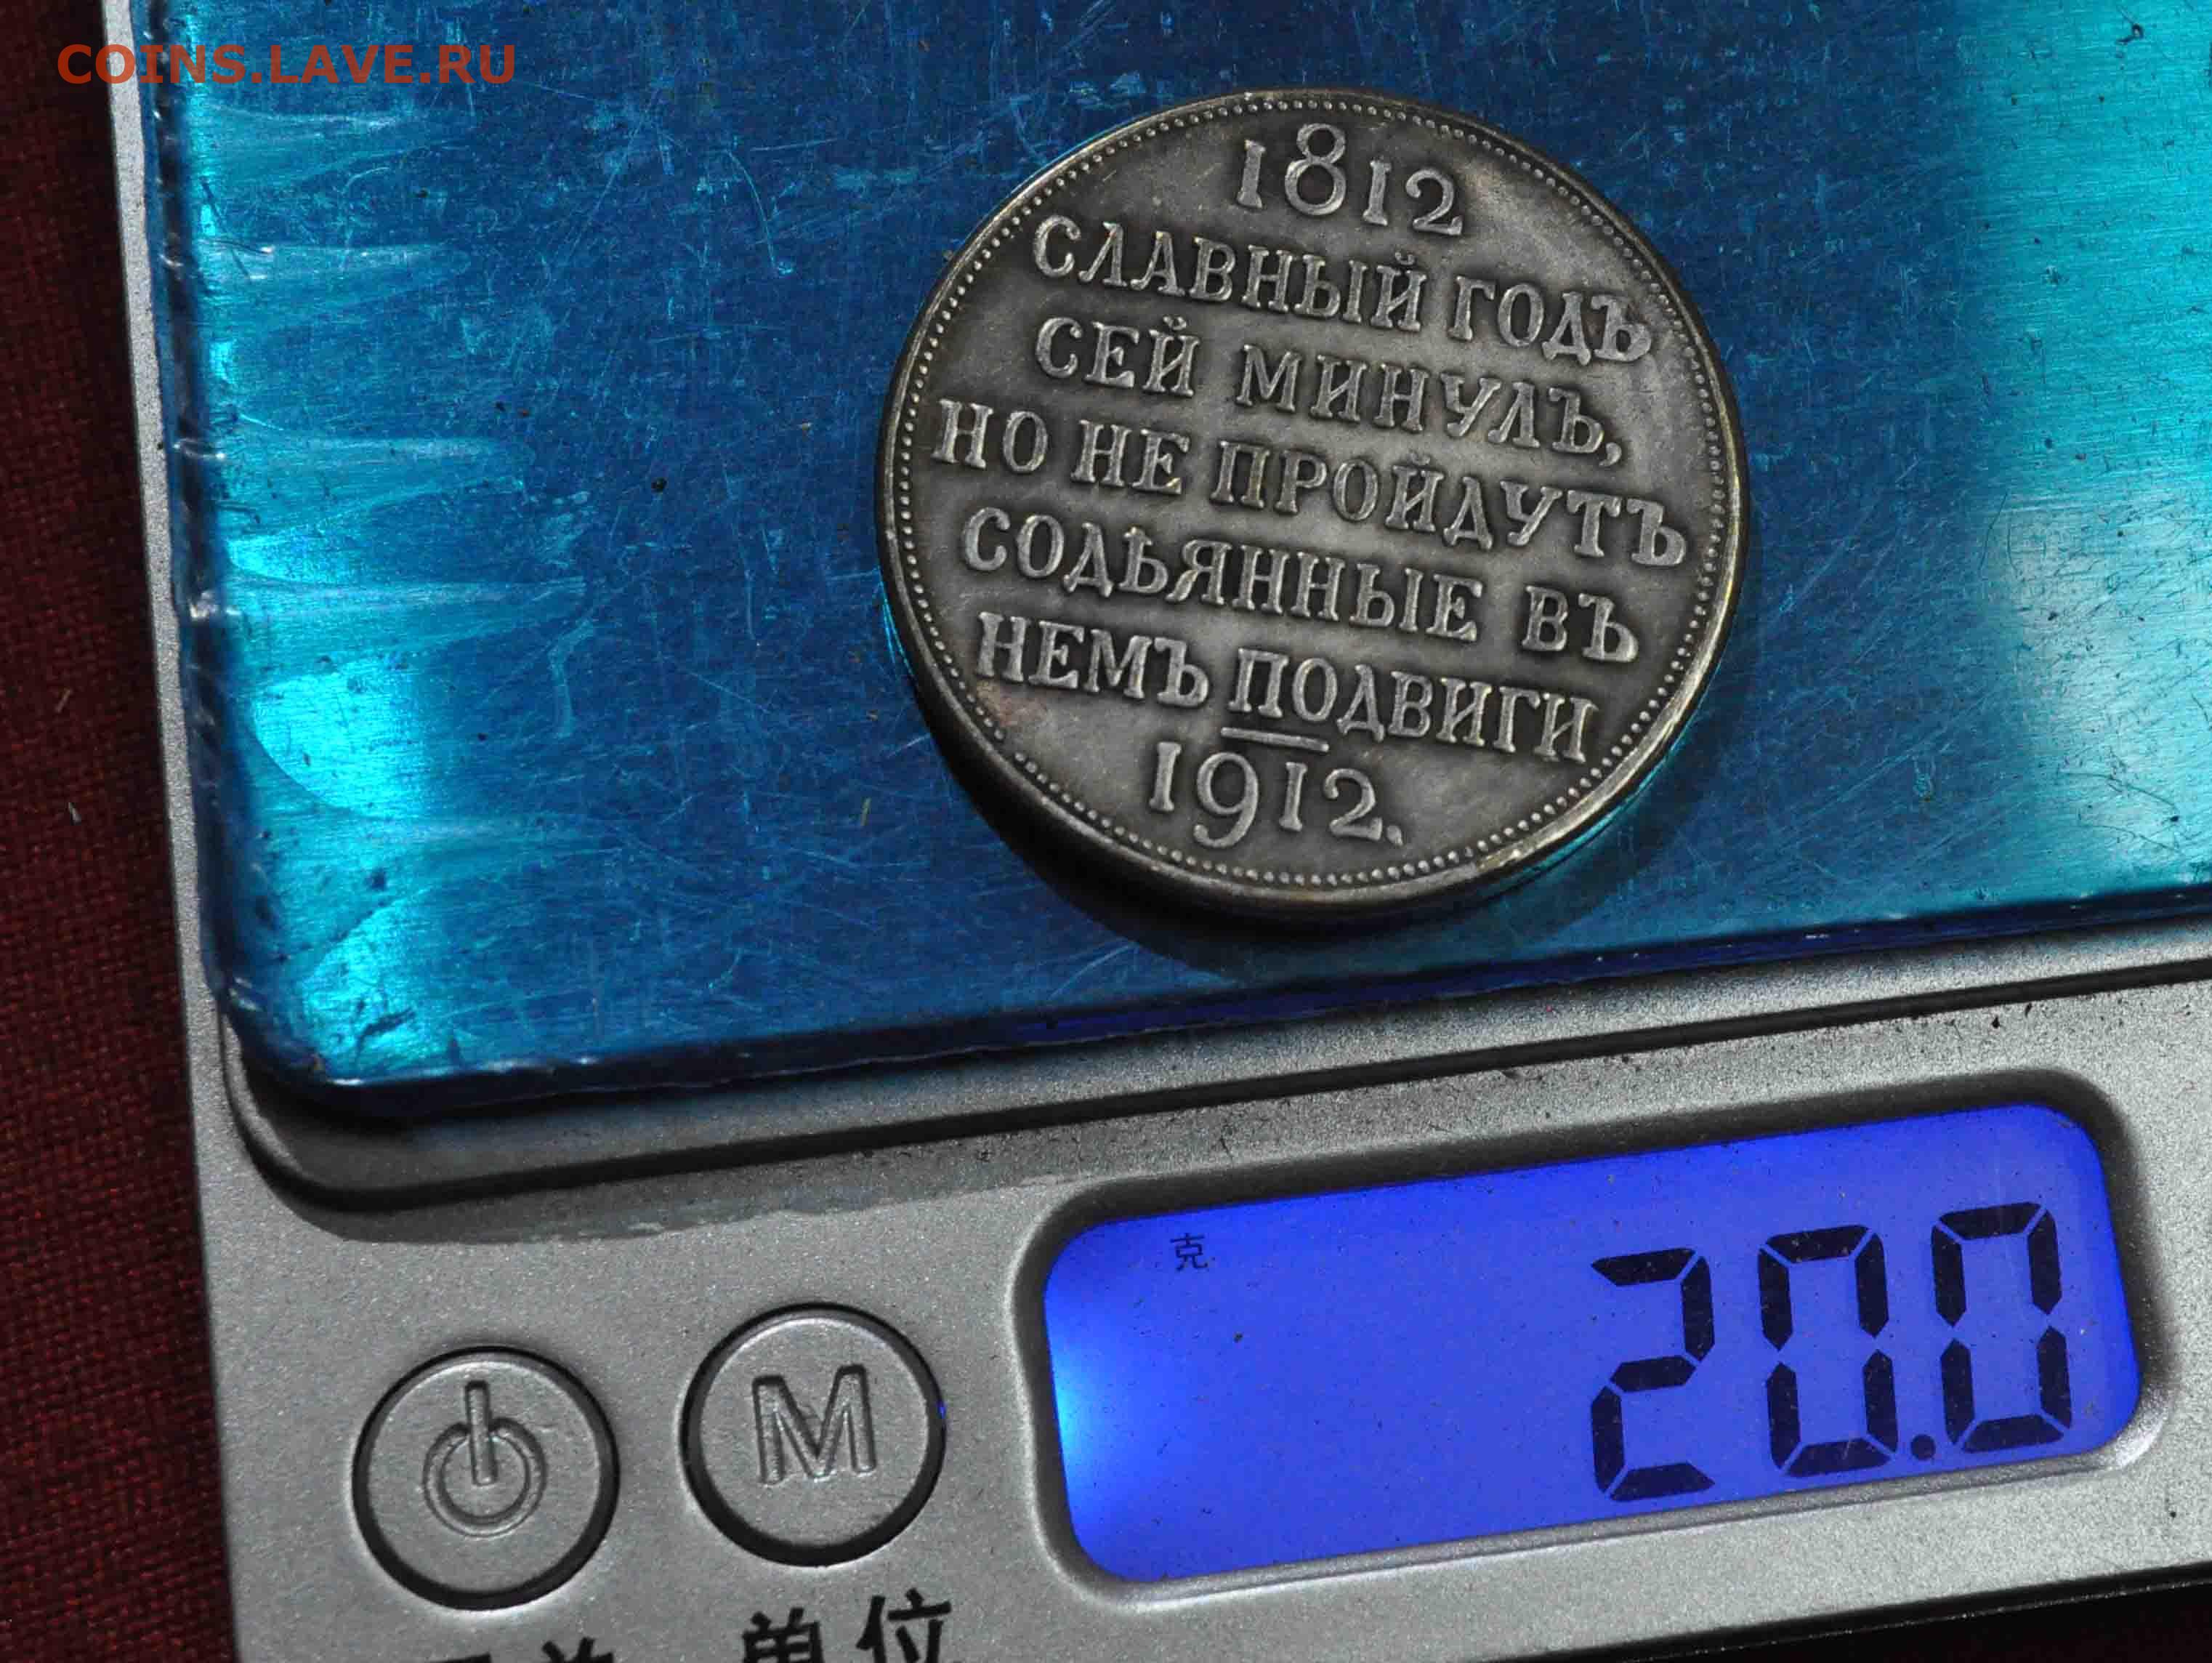 COINS.LAVE.RU
1812
СЛАВНЫЙ ГОДЪ
СЕЙ МИНУЛЪ,
НО НЕ ПРОЙДУТЪ
СОДѢЯННЫЕ ВЪ
НЕМЪ ПОДВИГИ
1912.
克
20.0
M
单位